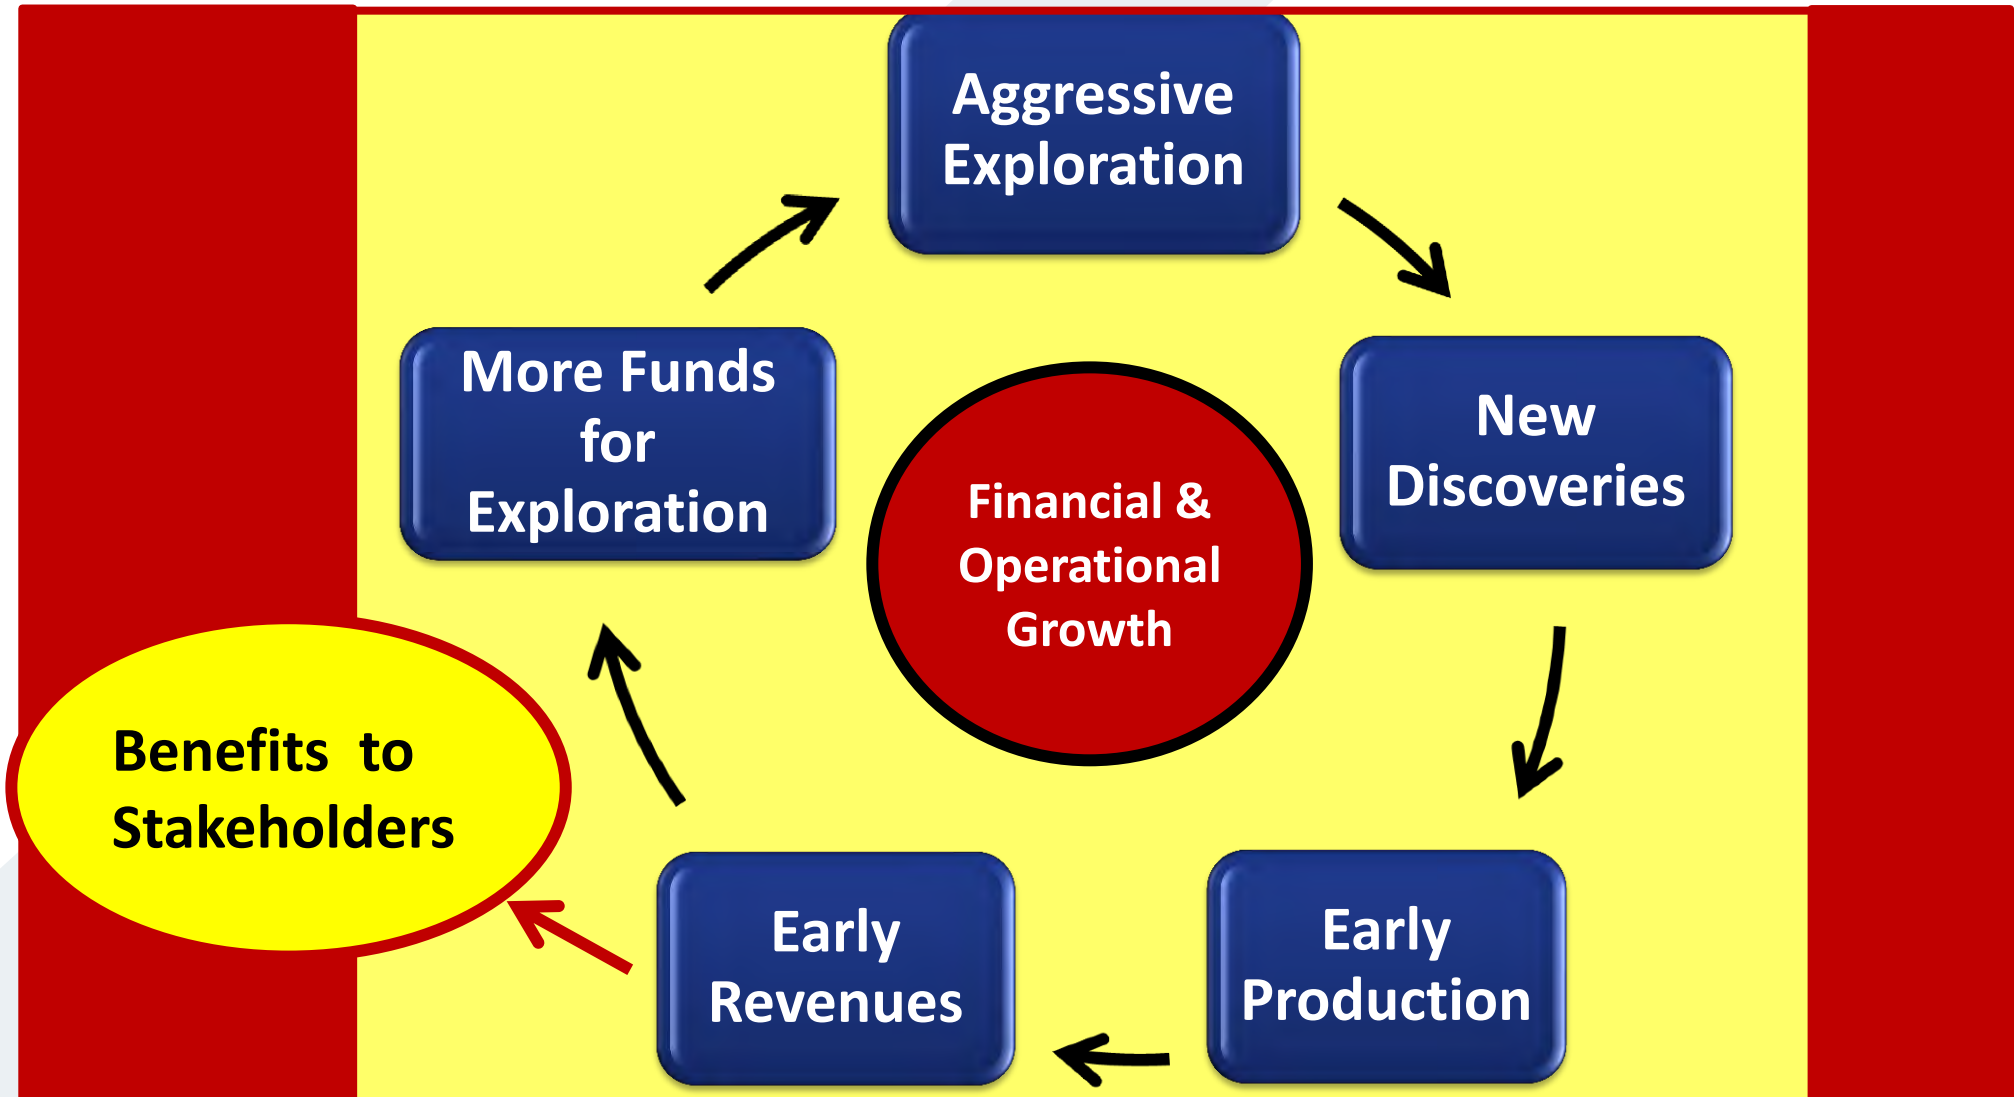 Aggressive
Exploration
More Funds
for
Exploration
New
Discoveries
Financial &
Operational
Growth
Benefits to
Stakeholders
Early
Revenues
Early
Production